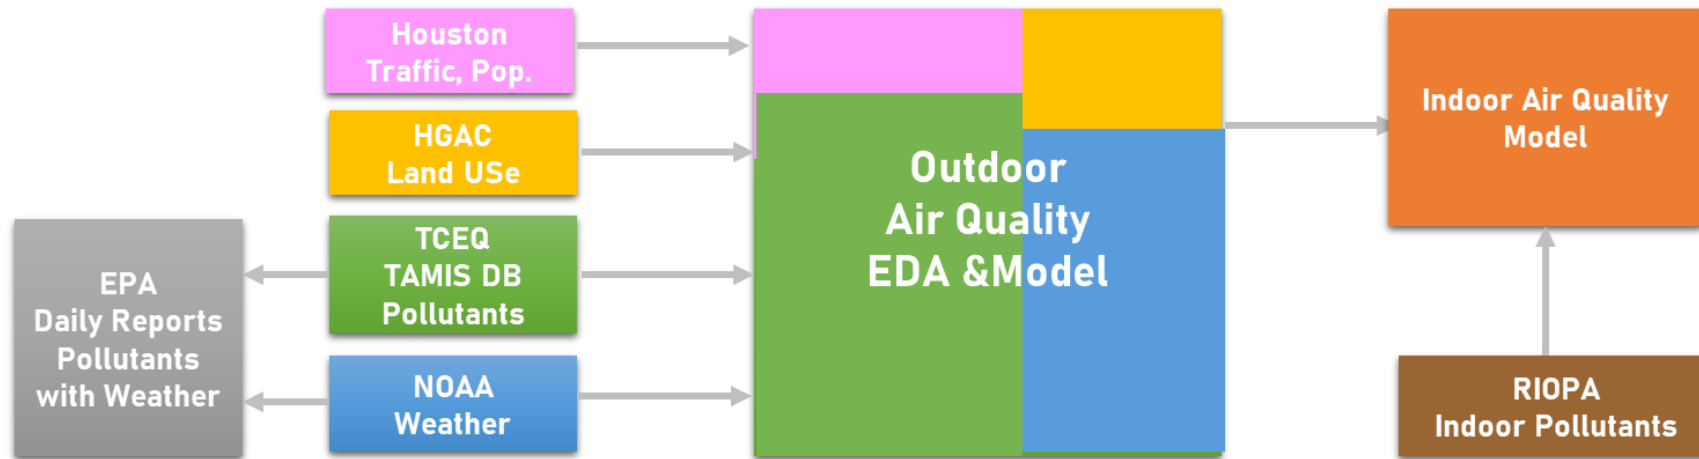 Houston
Traffic, Pop.
HGAC
Land USe
TCEQ
TAMIS DB
Pollutants
NOAA
Weather
EPA
Daily Reports
Pollutants
with Weather
Outdoor
Air Quality
EDA &Model
Indoor Air Quality
Model
RIOPA
Indoor Pollutants